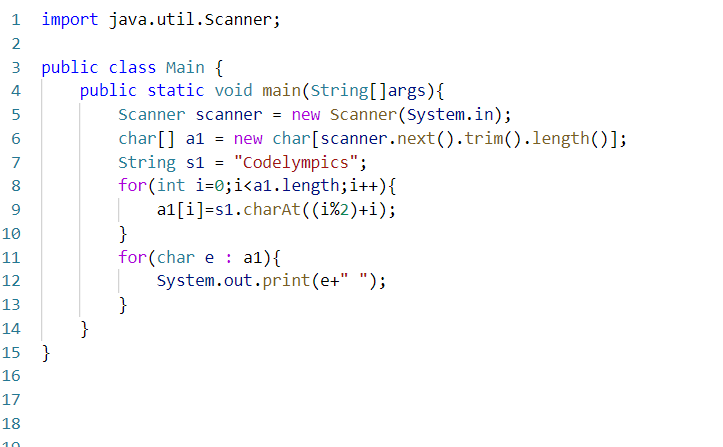 1 import java.util.Scanner;
2
3 public class Main {
4 public static void main(String[]args){
5 Scanner scanner = new Scanner(System.in);
6 char[] a1 = new char[scanner.next().trim().length()];
7 String s1 = "Codelympics";
8 for(int i=0;i<a1.length;i++){
9 a1[i]=s1.charAt((i%2)+i);
10 }
11 for(char e : a1){
12 System.out.print(e+" ");
13 }
14 }
15 }
16
17
18